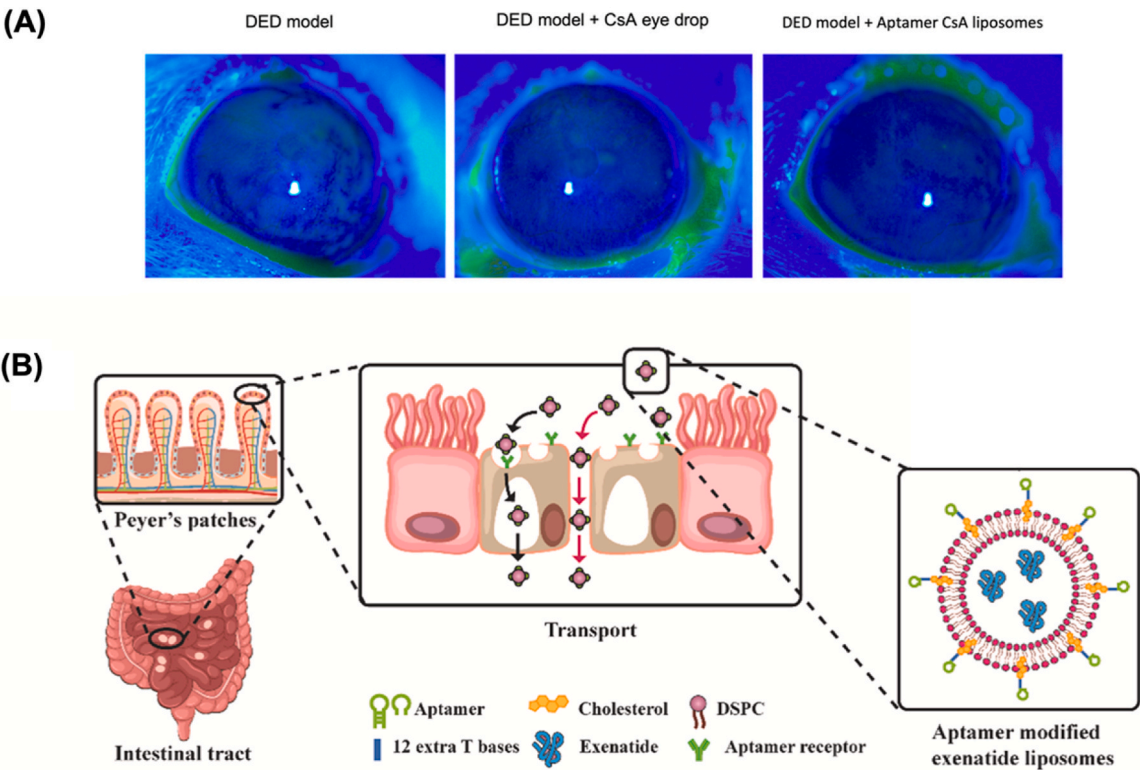 (A)
DED model
DED model + CsA eye drop
DED model + Aptamer CsA liposomes
(B)
Peyer's patches
Transport
Intestinal tract
Aptamer
Cholesterol
DSPC
12 extra T bases
Exenatide
Aptamer receptor
Aptamer modified
exenatide liposomes